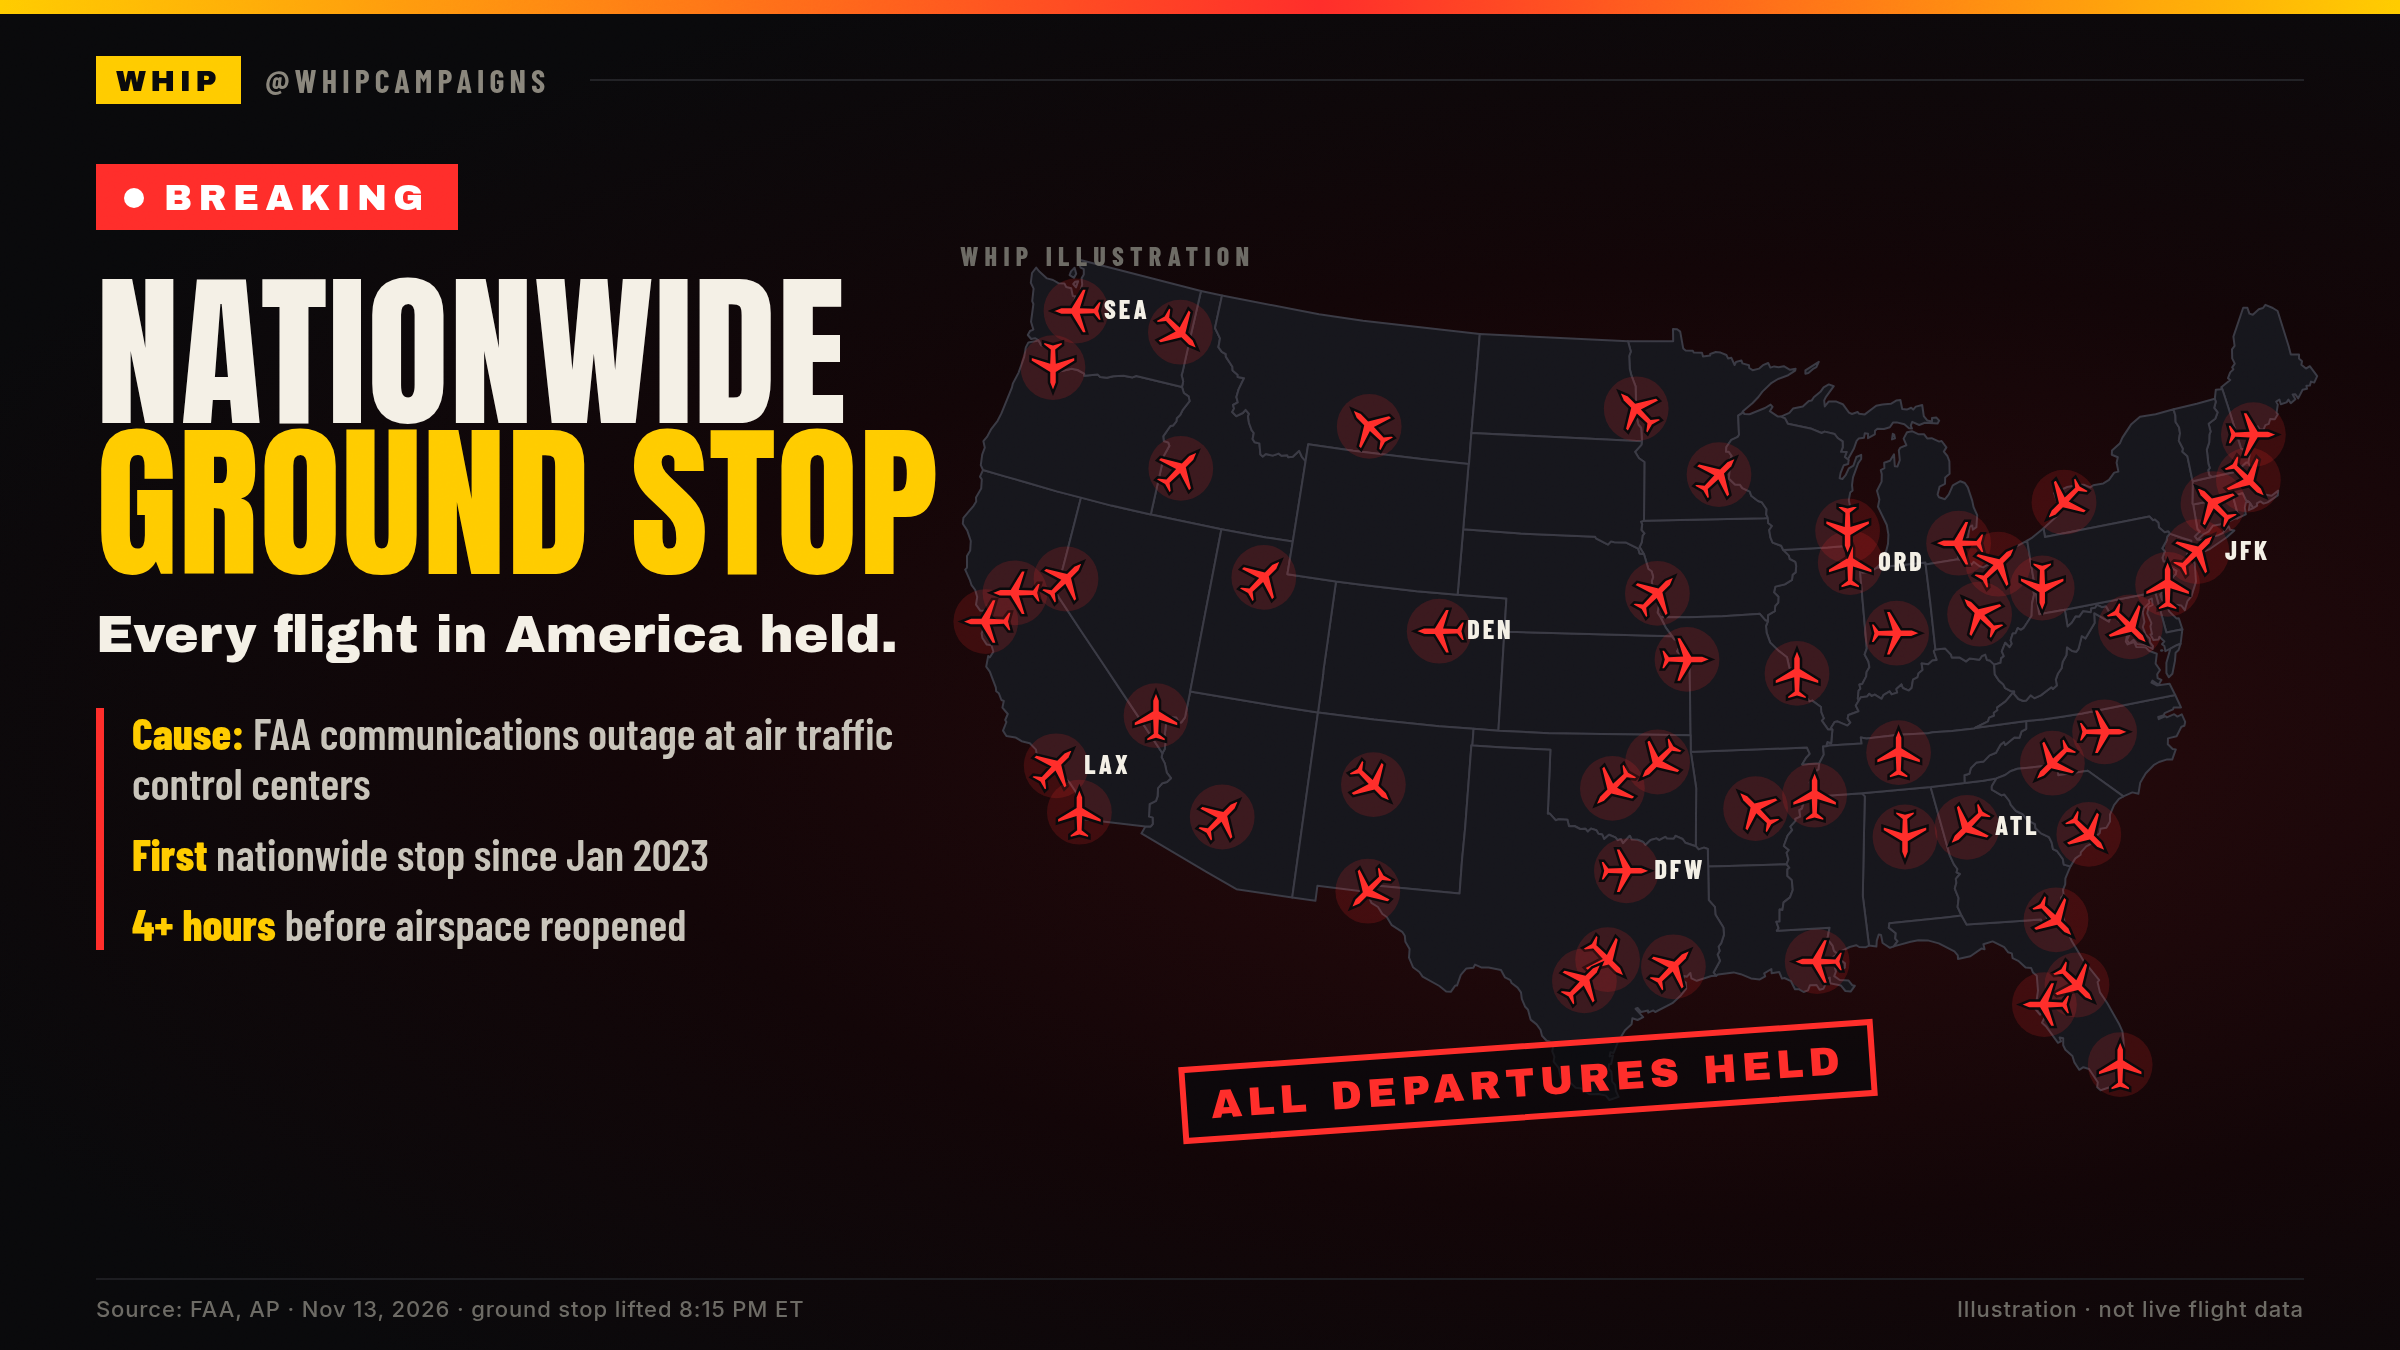 WHIP @WHIPCAMPAIGNS
BREAKING
NATIONWIDE
GROUND STOP
Every flight in America held.
Cause: FAA communications outage at air traffic
control centers
First nationwide stop since Jan 2023
4+ hours before airspace reopened
WHIP ILLUSTRATION
SEA
ORD
JFK
DEN
LAX
ATL
DFW
ALL DEPARTURES HELD
Source: FAA, AP · Nov 13, 2026 · ground stop lifted 8:15 PM ET
Illustration · not live flight data